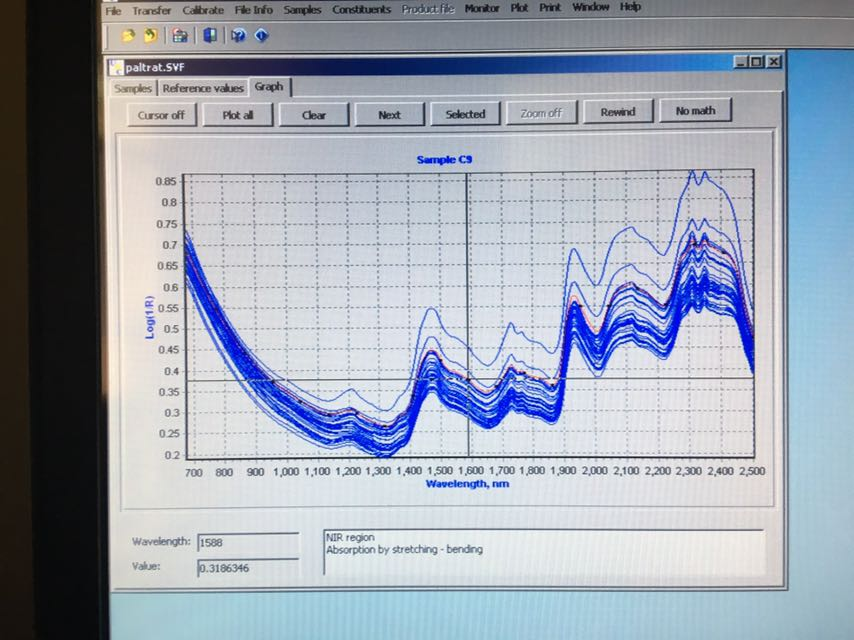 File Transfer Calibrate File Info Samples Constituents Product file Monitor Plot Print Window Help
paltrat.SVF
Samples Reference values Graph
Cursor off Plot all Clear Next Selected Zoom off Rewind No math
Sample C9
0.85
0.8
0.75
0.7
0.65
0.6
0.55
0.5
0.45
0.4
0.35
0.3
0.25
0.2
Log(1/R)
700 800 900 1,000 1,100 1,200 1,300 1,400 1,500 1,600 1,700 1,800 1,900 2,000 2,100 2,200 2,300 2,400 2,500
Wavelength, nm
Wavelength: 1588
Value: 0.3186346
NIR region
Absorption by stretching - bending